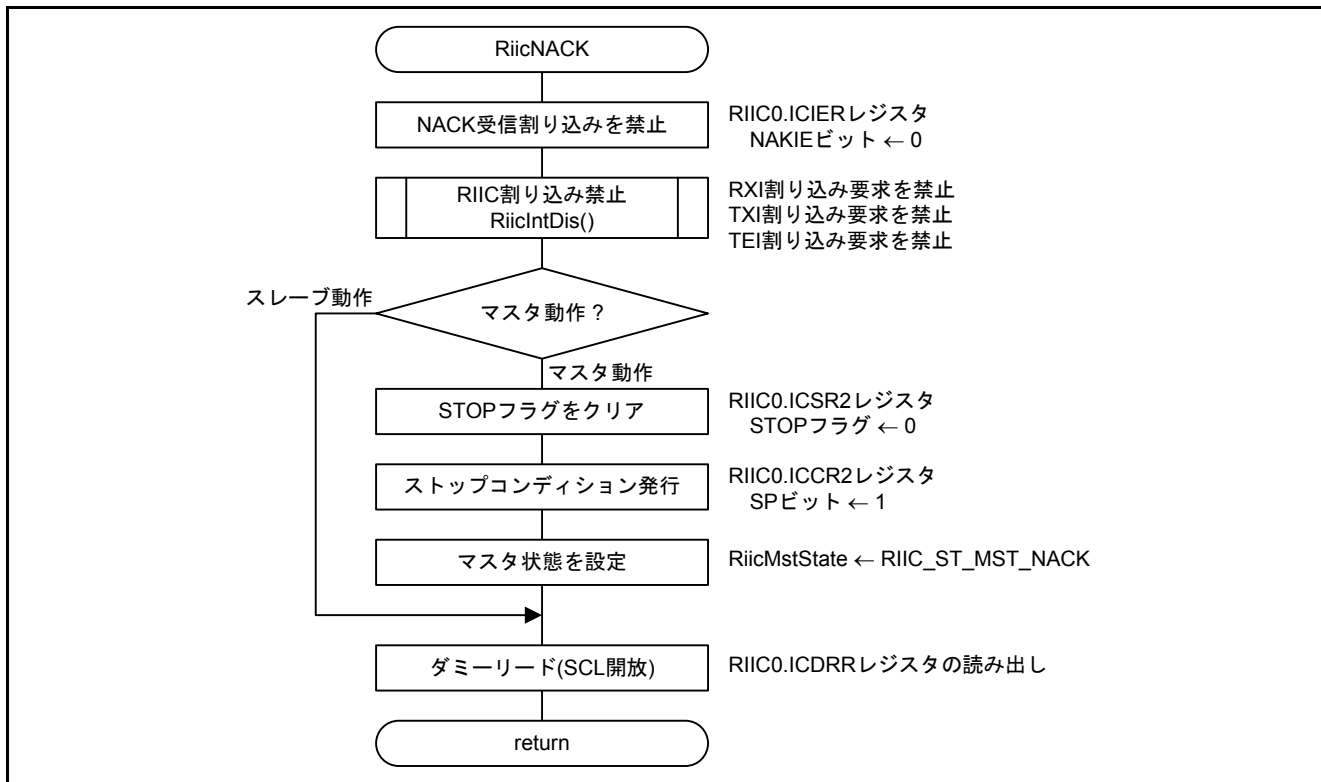 RiicNACK
NACK受信割り込みを禁止
RIIC0.ICIERレジスタ
NAKIEビット ← 0
RIIC割り込み禁止
RiicIntDis()
RXI割り込み要求を禁止
TXI割り込み要求を禁止
TEI割り込み要求を禁止
スレーブ動作
マスタ動作 ?
マスタ動作
STOPフラグをクリア
RIIC0.ICSR2レジスタ
STOPフラグ ← 0
ストップコンディション発行
RIIC0.ICCR2レジスタ
SPビット ← 1
マスタ状態を設定
RiicMstState ← RIIC_ST_MST_NACK
ダミーリード(SCL開放)
RIIC0.ICDRRレジスタの読み出し
return